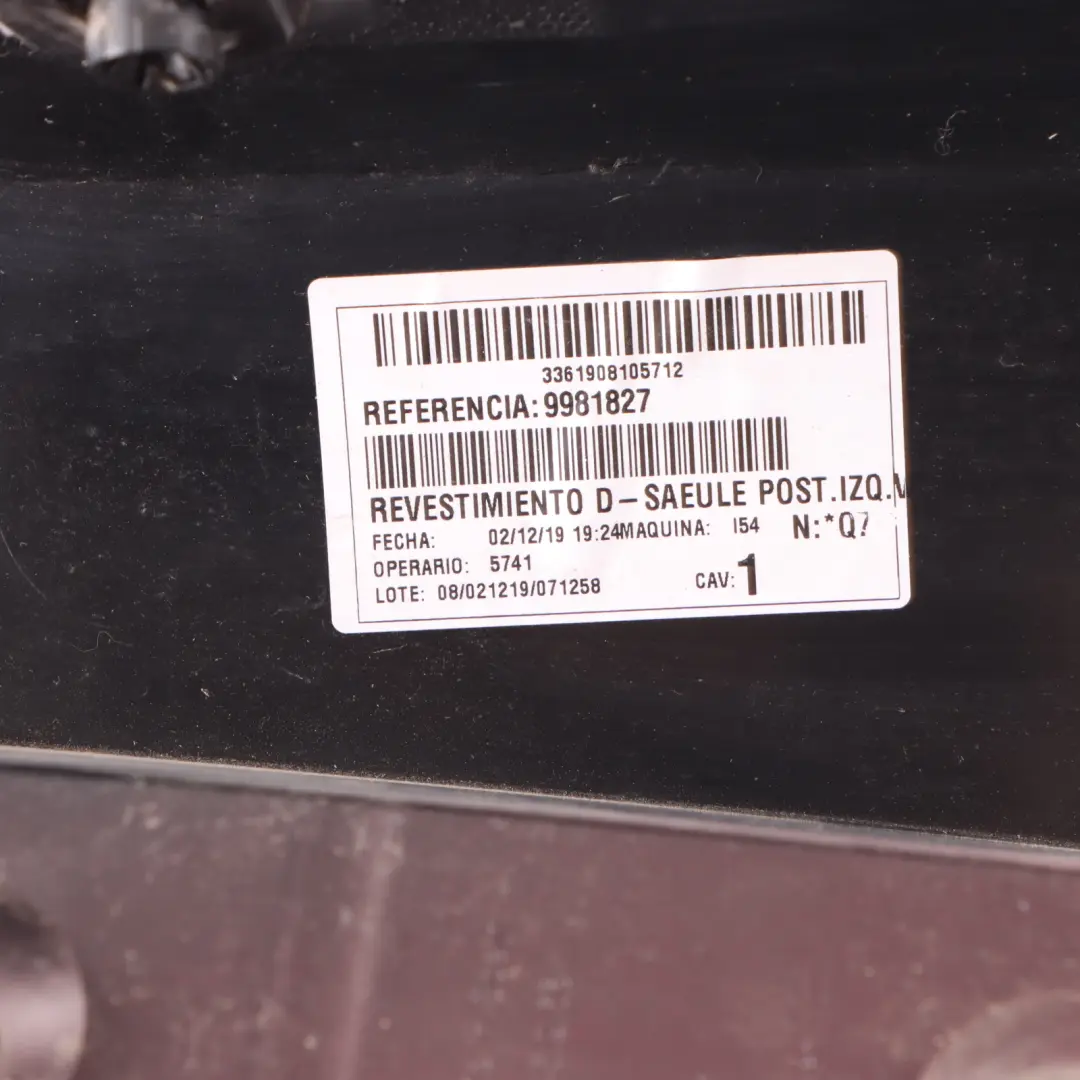 3361908105712
REFERENCIA:9981827
REVESTIMIENTO D-SAEULE POST.IZQ.
FECHA: 02/12/19 19:24MAQUINA: I54 N:*Q7
OPERARIO: 5741
LOTE: 08/021219/071258 CAV:1